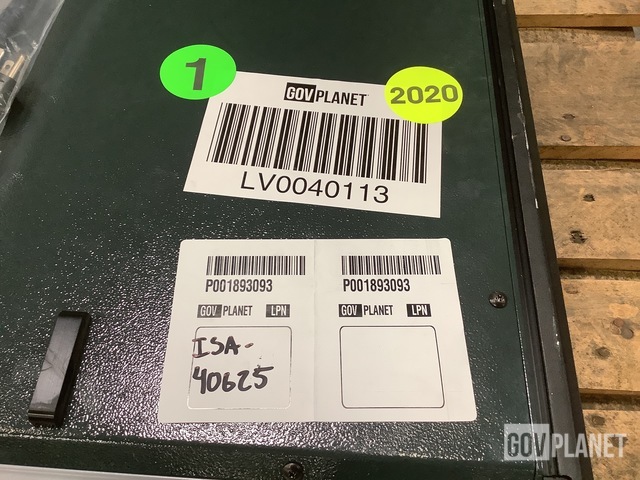 1
GOVPLANET
2020
LV0040113
P001893093
GOV PLANET LPN
ISA-
40625
P001893093
GOV PLANET LPN
GOVPLANET